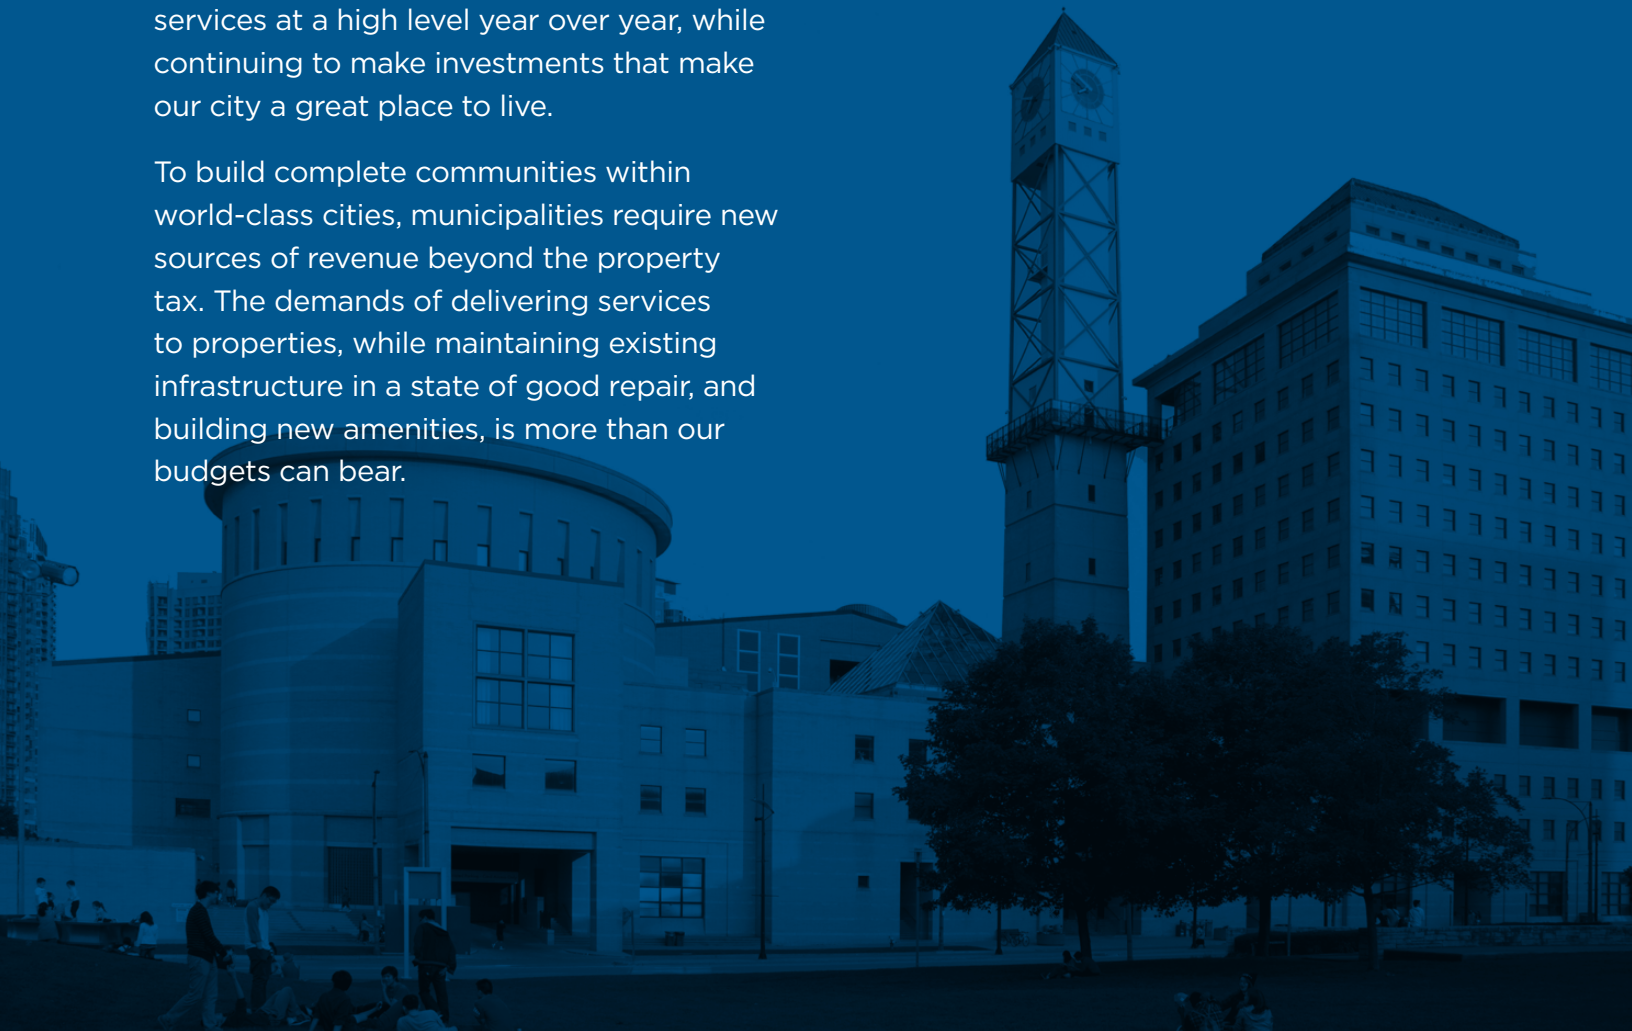 services at a high level year over year, while
continuing to make investments that make
our city a great place to live.
To build complete communities within
world-class cities, municipalities require new
sources of revenue beyond the property
tax. The demands of delivering services
to properties, while maintaining existing
infrastructure in a state of good repair, and
building new amenities, is more than our
budgets can bear.